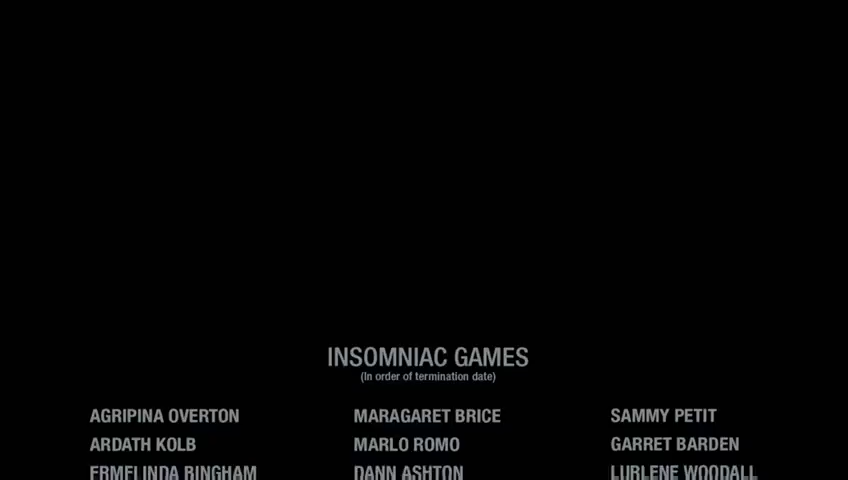 INSOMNIAC GAMES
(In order of termination date)
AGRIPINA OVERTON MARAGARET BRICE SAMMY PETIT
ARDATH KOLB MARLO ROMO GARRET BARDEN
ERMELINDA BINGHAM DANN ASHTON LURLENE WOODALL